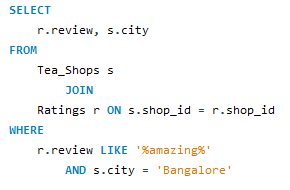 SELECT
r.review, s.city
FROM
Tea_Shops s
JOIN
Ratings r ON s.shop_id = r.shop_id
WHERE
r.review LIKE '%amazing%'
AND s.city = 'Bangalore'